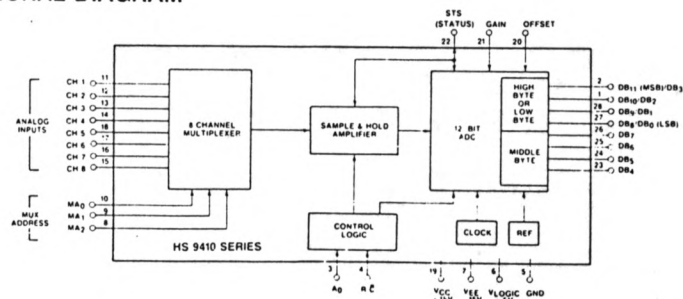 STS
(STATUS) GAIN OFFSET
22 21 20
CH 1 11
CH 2 12
CH 3 13
CH 4 14
CH 5 18
CH 6 17
CH 7 16
CH 8 15
ANALOG
INPUTS
8 CHANNEL
MULTIPLEXER
SAMPLE & HOLD
AMPLIFIER
12 BIT
ADC
HIGH
BYTE
OR
LOW
BYTE
MIDDLE
BYTE
2 DB11 (MSB)/DB3
1 DB10/DB2
28 DB9/DB1
27 DB8/DB0 (LSB)
26 DB7
25 DB6
24 DB5
23 DB4
MUX
ADDRESS
MA0 10
MA1 9
MA2 8
CONTROL
LOGIC
CLOCK
REF
HS 9410 SERIES
3 4 19 7 6 5
A0 R/C̅ VCC VEE VLOGIC GND